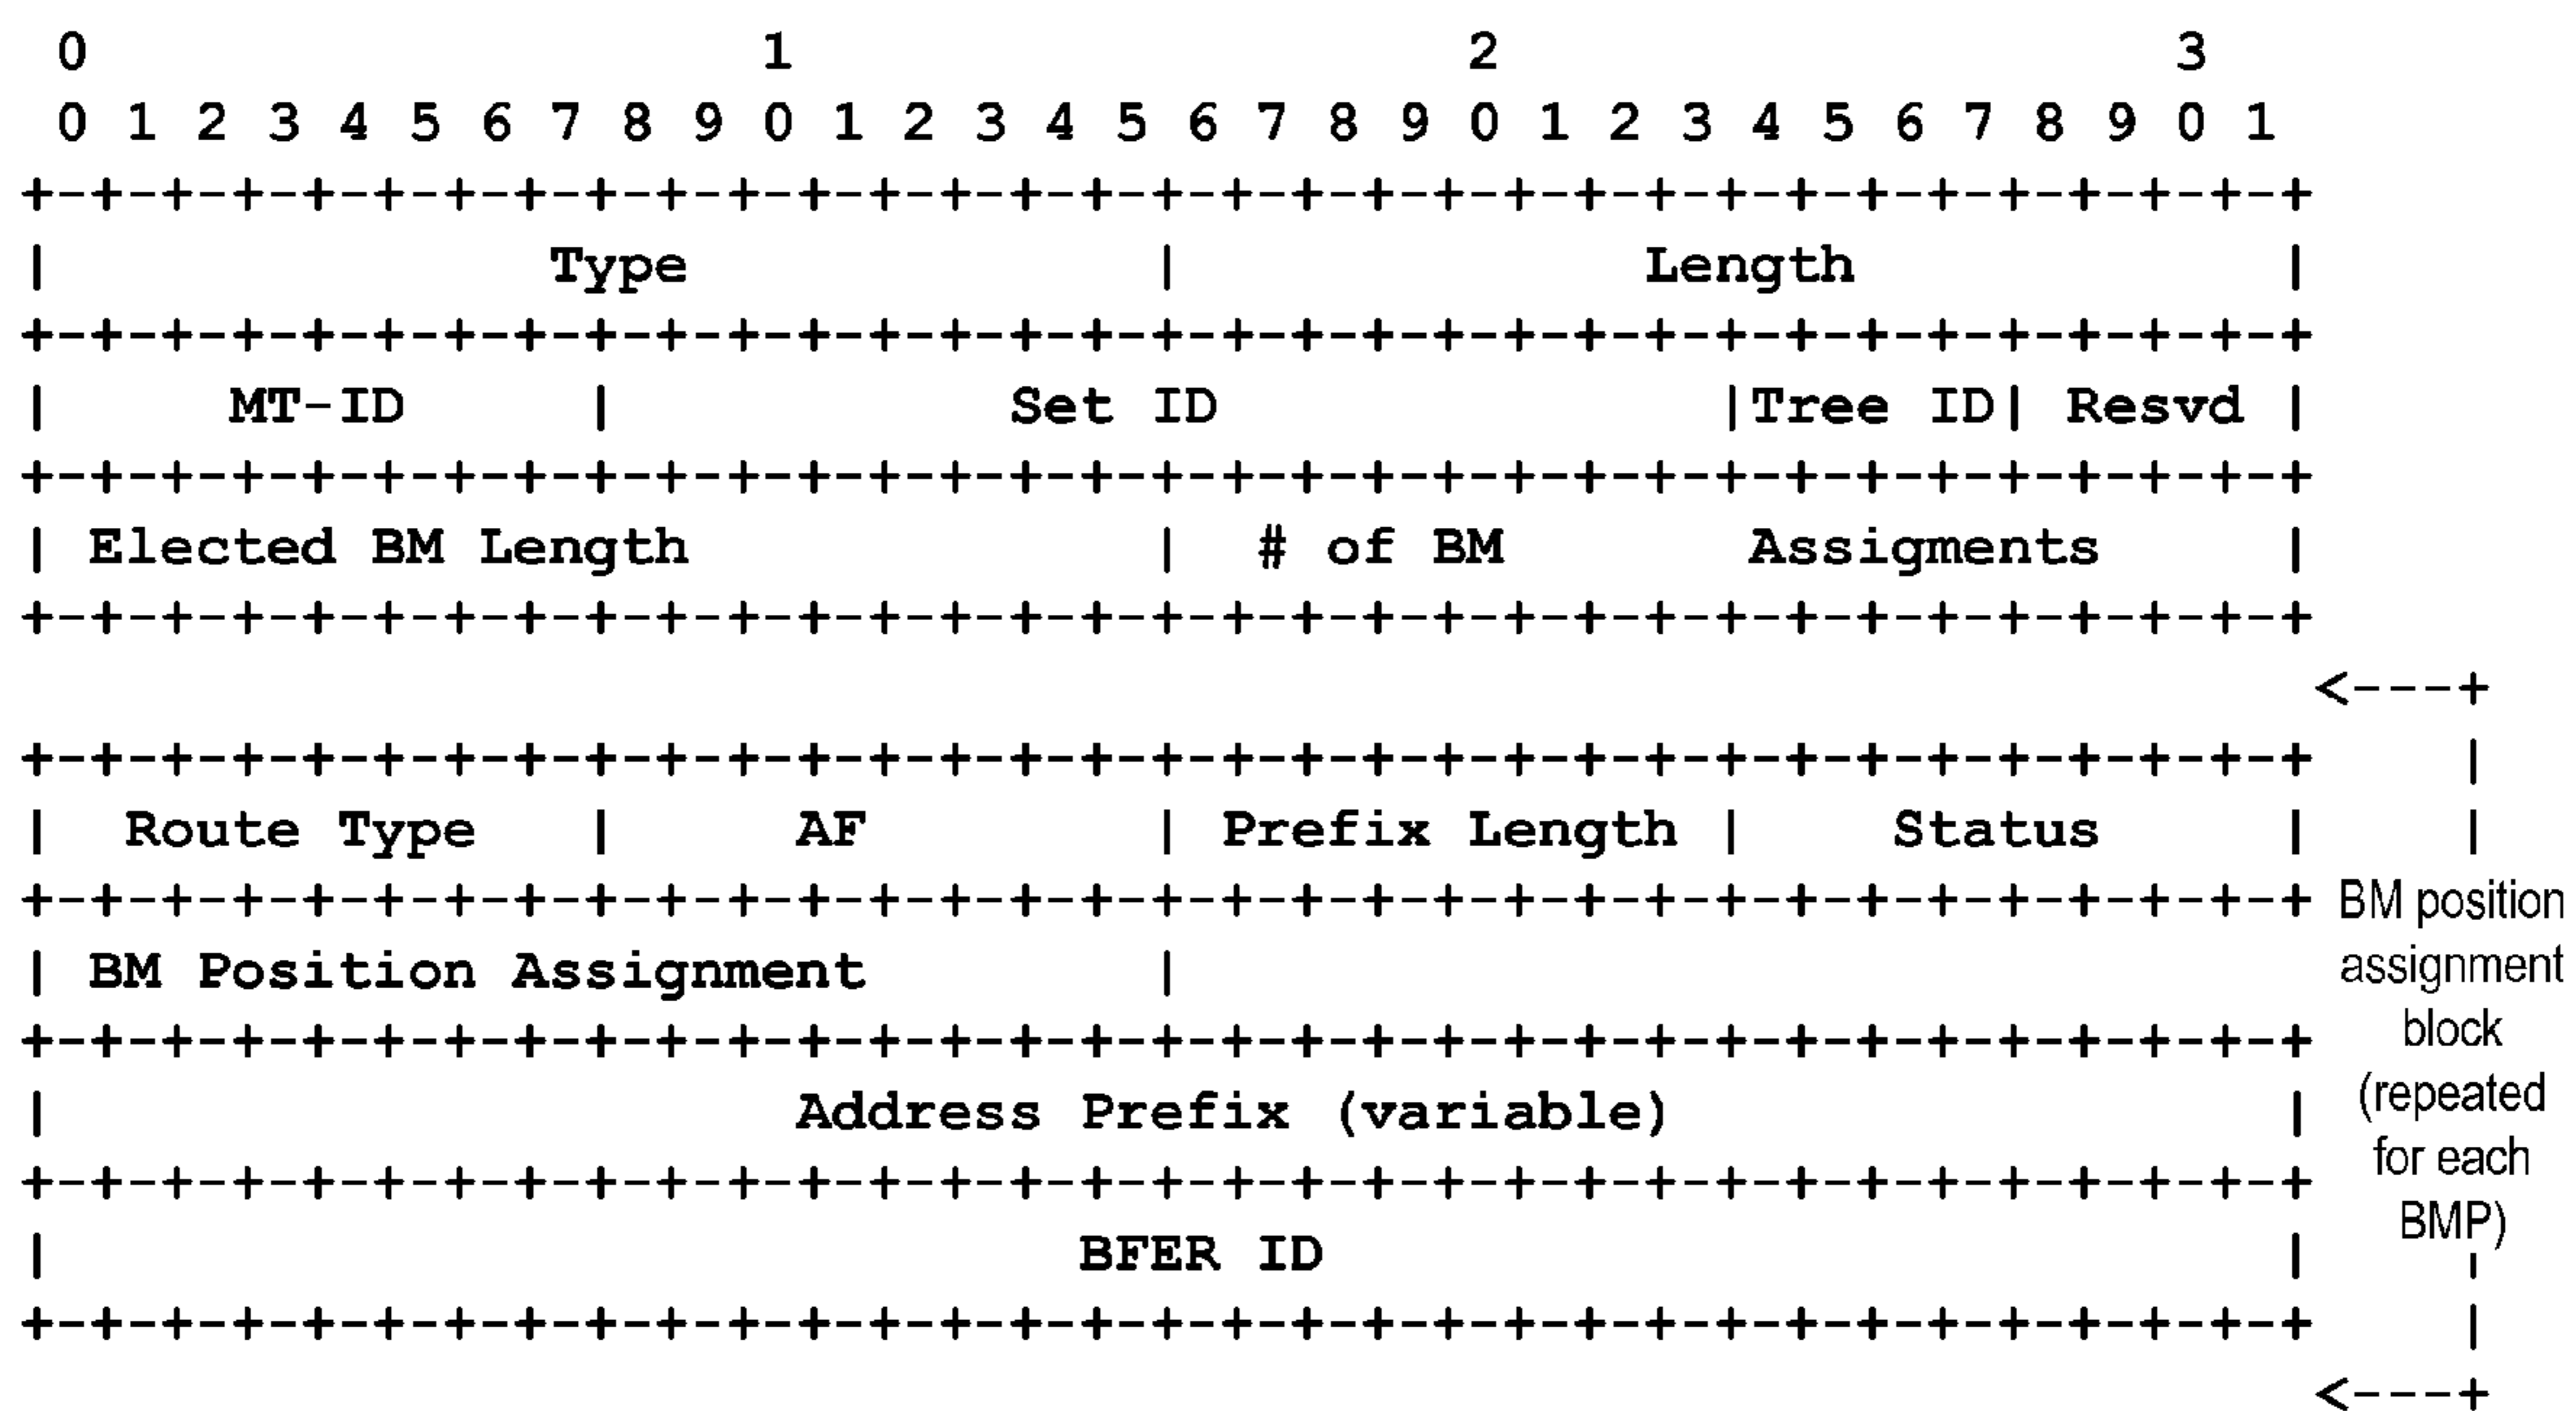 0 1 2 3
0 1 2 3 4 5 6 7 8 9 0 1 2 3 4 5 6 7 8 9 0 1 2 3 4 5 6 7 8 9 0 1
+-+-+-+-+-+-+-+-+-+-+-+-+-+-+-+-+-+-+-+-+-+-+-+-+-+-+-+-+-+-+-+-+
| Type | Length |
+-+-+-+-+-+-+-+-+-+-+-+-+-+-+-+-+-+-+-+-+-+-+-+-+-+-+-+-+-+-+-+-+
| MT-ID | Set ID |Tree ID| Resvd |
+-+-+-+-+-+-+-+-+-+-+-+-+-+-+-+-+-+-+-+-+-+-+-+-+-+-+-+-+-+-+-+-+
| Elected BM Length | # of BM Assigments |
+-+-+-+-+-+-+-+-+-+-+-+-+-+-+-+-+-+-+-+-+-+-+-+-+-+-+-+-+-+-+-+-+
<---+
+-+-+-+-+-+-+-+-+-+-+-+-+-+-+-+-+-+-+-+-+-+-+-+-+-+-+-+-+-+-+-+-+ |
| Route Type | AF | Prefix Length | Status | |
+-+-+-+-+-+-+-+-+-+-+-+-+-+-+-+-+-+-+-+-+-+-+-+-+-+-+-+-+-+-+-+-+
| BM Position Assignment |
+-+-+-+-+-+-+-+-+-+-+-+-+-+-+-+-+-+-+-+-+-+-+-+-+-+-+-+-+-+-+-+-+
| Address Prefix (variable) |
+-+-+-+-+-+-+-+-+-+-+-+-+-+-+-+-+-+-+-+-+-+-+-+-+-+-+-+-+-+-+-+-+
| BFER ID |
+-+-+-+-+-+-+-+-+-+-+-+-+-+-+-+-+-+-+-+-+-+-+-+-+-+-+-+-+-+-+-+-+ |
<---+
BM position
assignment
block
(repeated
for each
BMP)